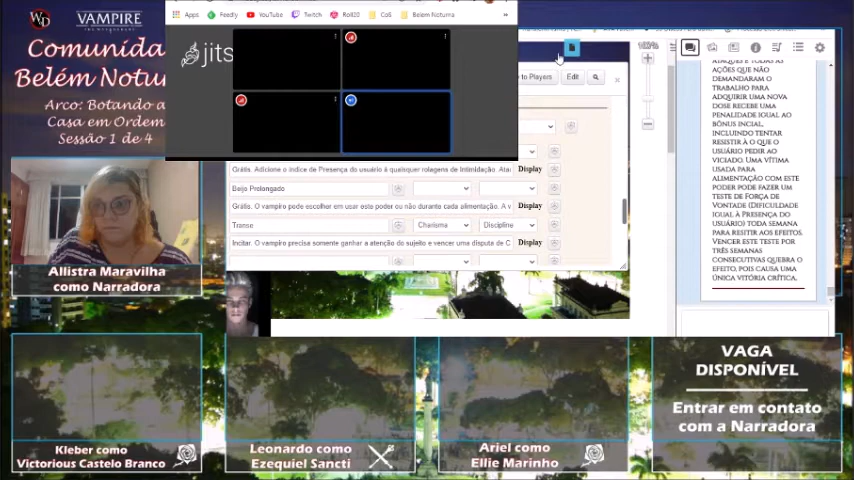 VAMPIRE
Comunida
Belém Notu
Arco: Botando a
Casa em Ordem
Sessão 1 de 4
Apps
Feedly
YouTube
Twitch
Roll20
CoS
Belem Noturna
»
jits
to Players
Edit
Grátis. Adicione o índice de Presença do usuário à quaisquer rolagens de Intimidação. Ata
Display
Beijo Prolongado
Grátis. O vampiro pode escolher em usar este poder ou não durante cada alimentação. A v
Display
Transe
Charisma
Discipline
Incitar. O vampiro precisa somente ganhar a atenção do sujeito e vencer uma disputa de C
Display
ATAQUES E TODAS AS
AÇÕES QUE NÃO
DEMANDARAM O
TRABALHO PARA
ADQUIRIR UMA NOVA
DOSE RECEBE UMA
PENALIDADE IGUAL AO
BÔNUS INCIAL,
INCLUINDO TENTAR
RESISTIR À O QUE O
USUÁRIO PEDIR AO
VICIADO. UMA VÍTIMA
USADA PARA
ALIMENTAÇÃO COM ESTE
PODER PODE FAZER UM
TESTE DE FORÇA DE
VONTADE (DIFICULDADE
IGUAL À PRESENÇA DO
USUÁRIO) TODA SEMANA
PARA RESITIR AOS EFEITOS.
VENCER ESTE TESTE POR
TRÊS SEMANAS
CONSECUTIVAS QUEBRA O
EFEITO, POIS CAUSA UMA
ÚNICA VITÓRIA CRÍTICA.
Allistra Maravilha
como Narradora
Kleber como
Victorious Castelo Branco
Leonardo como
Ezequiel Sancti
Ariel como
Ellie Marinho
VAGA
DISPONÍVEL
Entrar em contato
com a Narradora